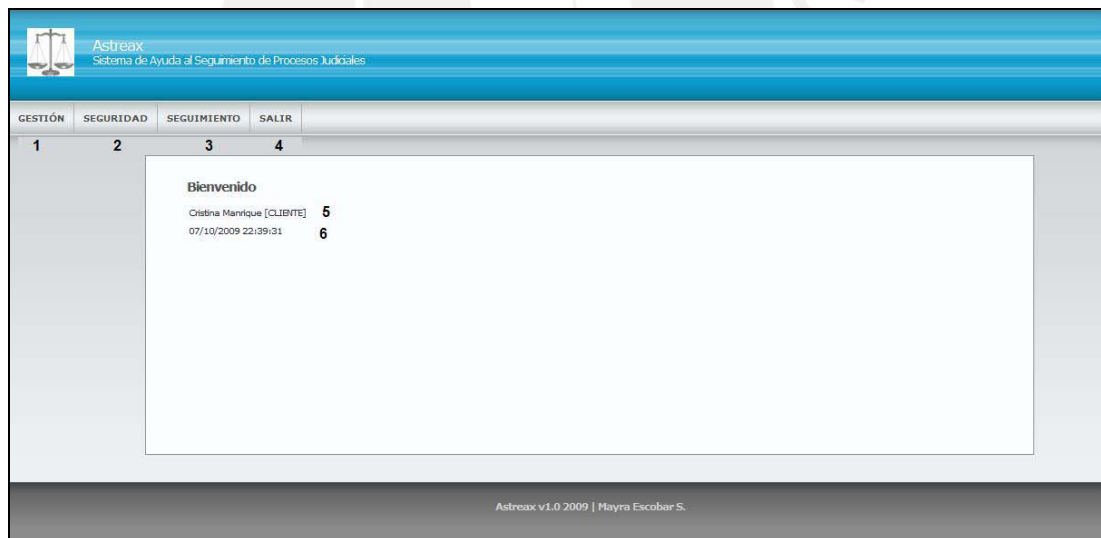 Astreax
Sistema de Ayuda al Seguimiento de Procesos Judiciales
GESTIÓN SEGURIDAD SEGUIMIENTO SALIR
1 2 3 4
Bienvenido
Cristina Manrique [CLIENTE] 5
07/10/2009 22:39:31 6
Astreax v1.0 2009 | Mayra Escobar S.